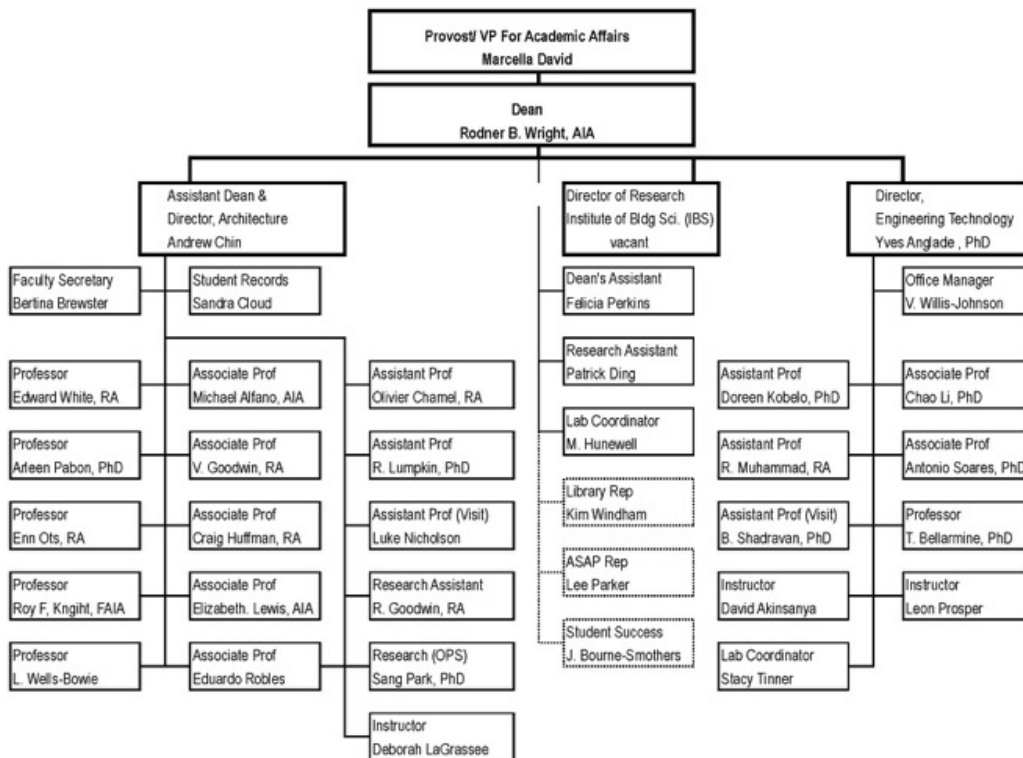 Provost/ VP For Academic Affairs
Marcella David
Dean
Rodner B. Wright, AIA
Assistant Dean &
Director, Architecture
Andrew Chin
Director of Research
Institute of Bldg Sci. (IBS)
vacant
Director,
Engineering Technology
Yves Anglade , PhD
Faculty Secretary
Bertina Brewster
Student Records
Sandra Cloud
Dean's Assistant
Felicia Perkins
Office Manager
V. Willis-Johnson
Professor
Edward White, RA
Associate Prof
Michael Alfano, AIA
Assistant Prof
Olivier Chamel, RA
Research Assistant
Patrick Ding
Assistant Prof
Doreen Kobelo, PhD
Associate Prof
Chao Li, PhD
Professor
Arleen Pabon, PhD
Associate Prof
V. Goodwin, RA
Assistant Prof
R. Lumpkin, PhD
Lab Coordinator
M. Hunewell
Assistant Prof
R. Muhammad, RA
Associate Prof
Antonio Soares, PhD
Professor
Enn Ots, RA
Associate Prof
Craig Huffman, RA
Assistant Prof (Visit)
Luke Nicholson
Library Rep
Kim Windham
Assistant Prof (Visit)
B. Shadravan, PhD
Professor
T. Bellarmine, PhD
Professor
Roy F, Kngiht, FAIA
Associate Prof
Elizabeth. Lewis, AIA
Research Assistant
R. Goodwin, RA
ASAP Rep
Lee Parker
Instructor
David Akinsanya
Instructor
Leon Prosper
Professor
L. Wells-Bowie
Associate Prof
Eduardo Robles
Research (OPS)
Sang Park, PhD
Student Success
J. Bourne-Smothers
Lab Coordinator
Stacy Tinner
Instructor
Deborah LaGrassee